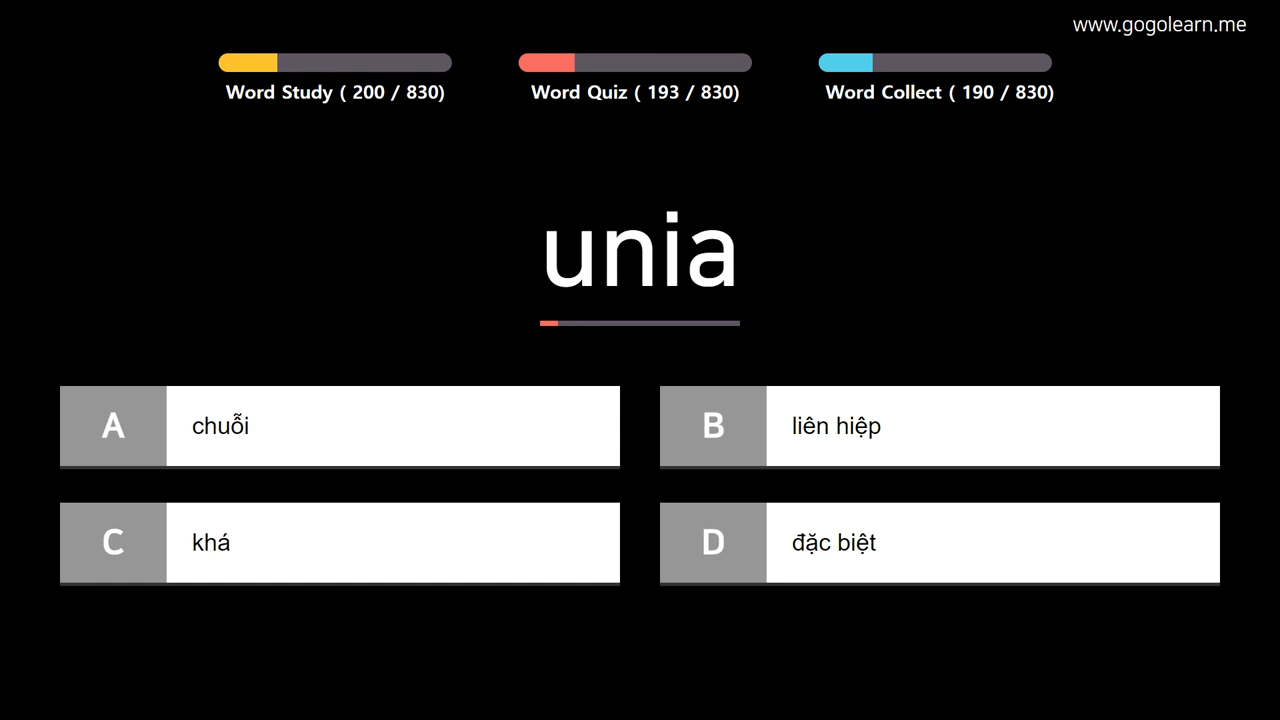 www.gogolearn.me
Word Study ( 200 / 830)
Word Quiz ( 193 / 830)
Word Collect ( 190 / 830)
unia
A chuỗi
B liên hiệp
C khá
D đặc biệt